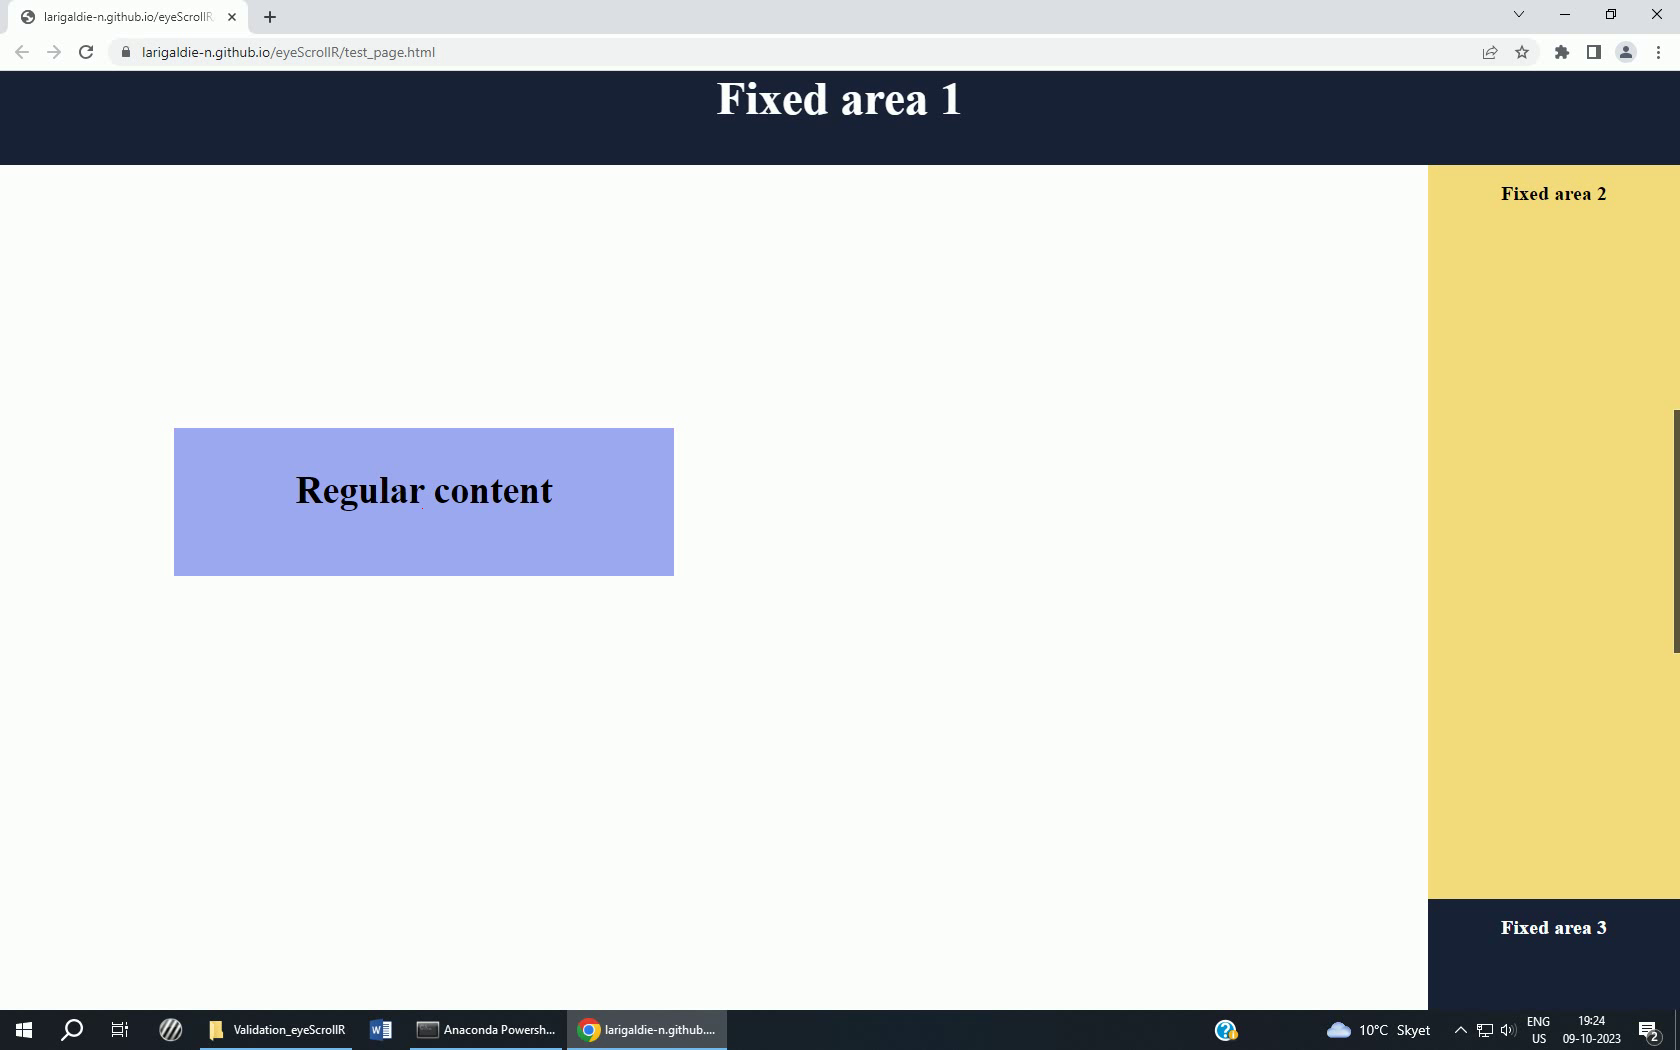 larigaldie-n.github.io/eyeScrollR
larigaldie-n.github.io/eyeScrollR/test_page.html
Fixed area 1
Fixed area 2
Regular content
Fixed area 3
Validation_eyeScrollR
Anaconda Powersh...
larigaldie-n.github....
10°C Skyet
ENG
US
19:24
09-10-2023
2